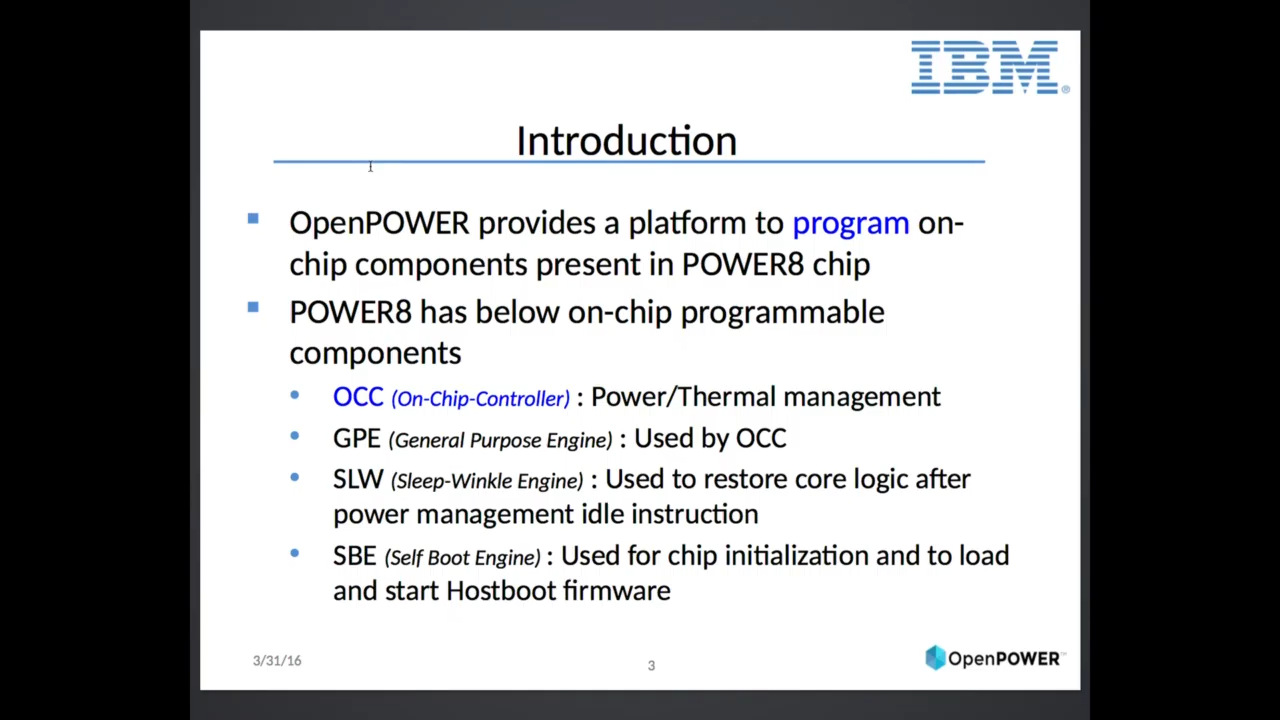 IBM®
Introduction
OpenPOWER provides a platform to program on-
chip components present in POWER8 chip
POWER8 has below on-chip programmable
components
OCC (On-Chip-Controller) : Power/Thermal management
GPE (General Purpose Engine) : Used by OCC
SLW (Sleep-Winkle Engine) : Used to restore core logic after
power management idle instruction
SBE (Self Boot Engine) : Used for chip initialization and to load
and start Hostboot firmware
3/31/16
3
OpenPOWER™